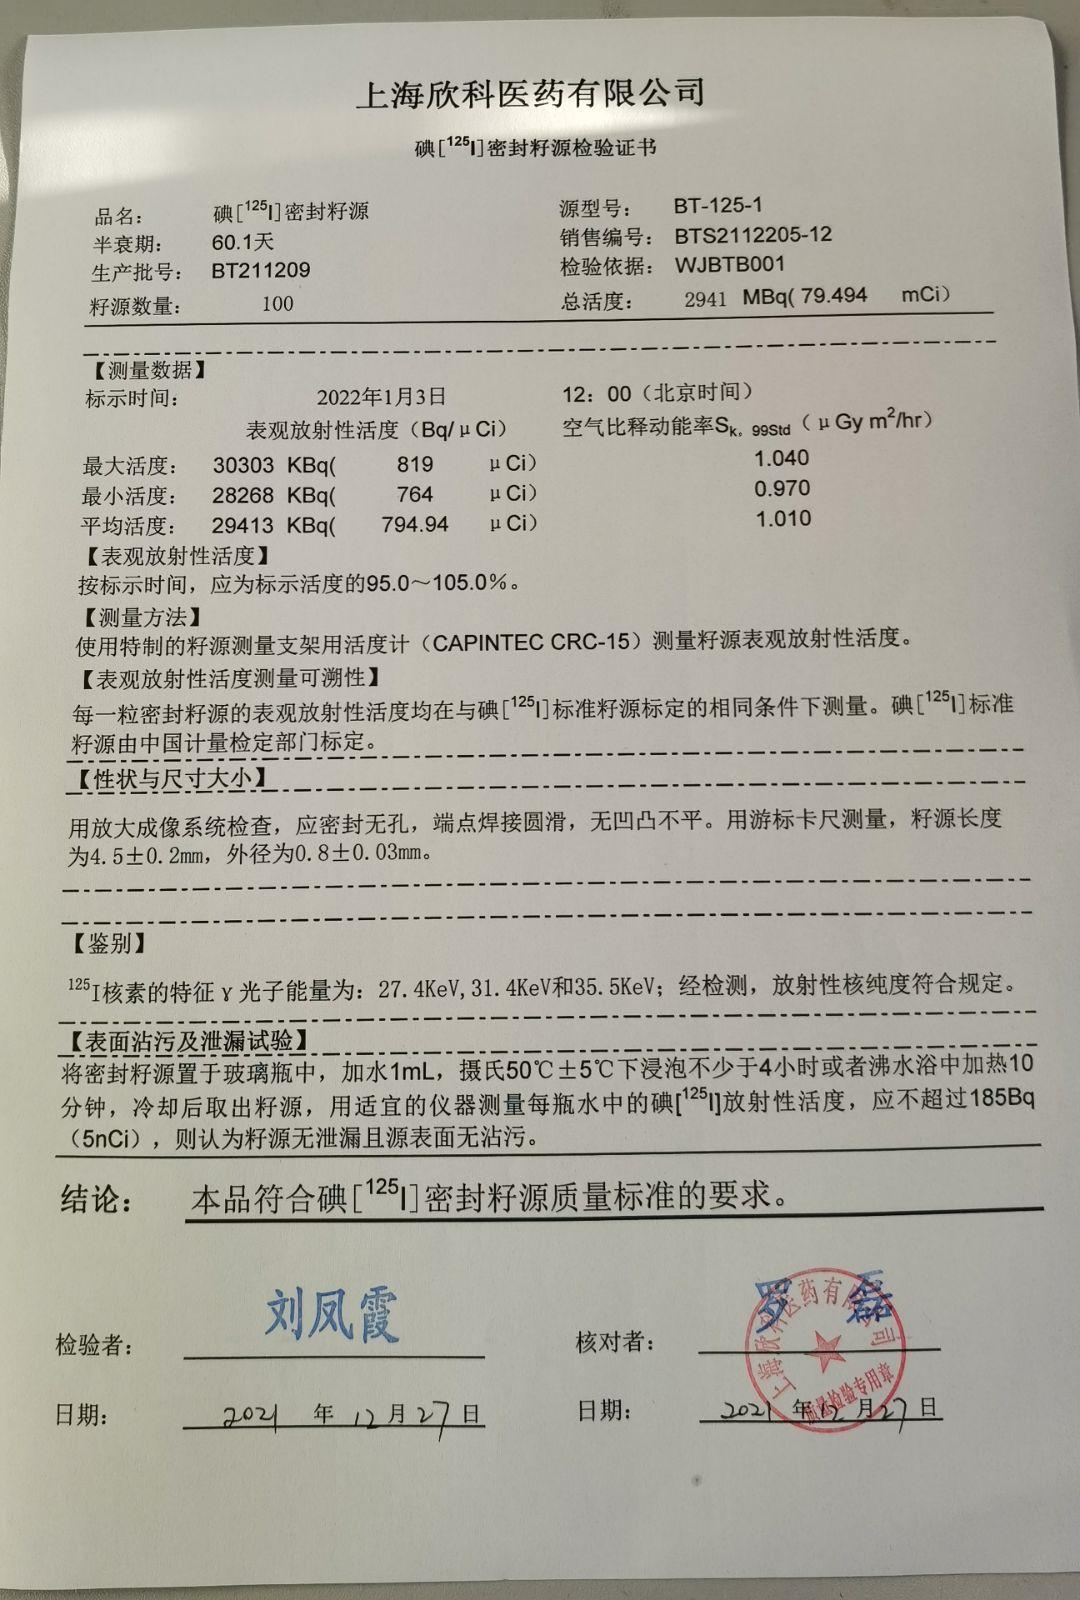 上海欣科医药有限公司
碘[¹²⁵I]密封籽源检验证书
品名： 碘[¹²⁵I]密封籽源 源型号： BT-125-1
半衰期： 60.1天 销售编号： BTS2112205-12
生产批号： BT211209 检验依据： WJBTB001
籽源数量： 100 总活度： 2941 MBq( 79.494 mCi）
【测量数据】
标示时间： 2022年1月3日 12：00（北京时间）
表观放射性活度（Bq/μCi） 空气比释动能率Sk，99Std（μGy m²/hr）
最大活度： 30303 KBq( 819 μCi） 1.040
最小活度： 28268 KBq( 764 μCi） 0.970
平均活度： 29413 KBq( 794.94 μCi） 1.010
【表观放射性活度】
按标示时间，应为标示活度的95.0～105.0%。
【测量方法】
使用特制的籽源测量支架用活度计（CAPINTEC CRC-15）测量籽源表观放射性活度。
【表观放射性活度测量可溯性】
每一粒密封籽源的表观放射性活度均在与碘[¹²⁵I]标准籽源标定的相同条件下测量。碘[¹²⁵I]标准
籽源由中国计量检定部门标定。
【性状与尺寸大小】
用放大成像系统检查，应密封无孔，端点焊接圆滑，无凹凸不平。用游标卡尺测量，籽源长度
为4.5±0.2mm，外径为0.8±0.03mm。
【鉴别】
¹²⁵I核素的特征γ光子能量为：27.4KeV,31.4KeV和35.5KeV；经检测，放射性核纯度符合规定。
【表面沾污及泄漏试验】
将密封籽源置于玻璃瓶中，加水1mL，摄氏50℃±5℃下浸泡不少于4小时或者沸水浴中加热10
分钟，冷却后取出籽源，用适宜的仪器测量每瓶水中的碘[¹²⁵I]放射性活度，应不超过185Bq
（5nCi），则认为籽源无泄漏且源表面无沾污。
结论： 本品符合碘[¹²⁵I]密封籽源质量标准的要求。
检验者： 刘凤霞 核对者： 罗磊
上海欣科医药有限公司
质量检验专用章
日期： 2021 年 12 月 27 日 日期： 2021 年 12 月 27 日